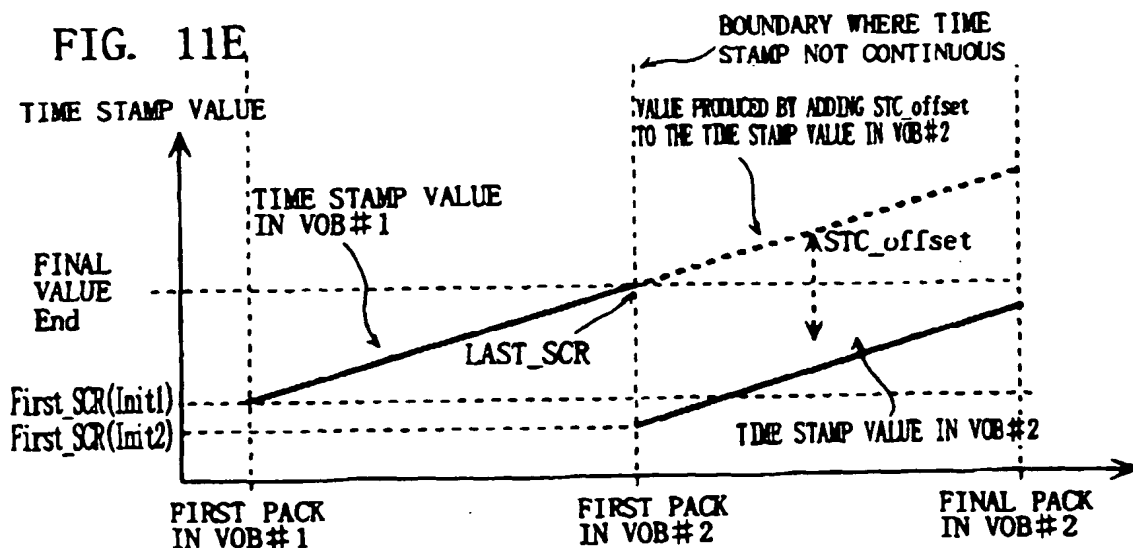 FIG. 11E
BOUNDARY WHERE TIME
STAMP NOT CONTINUOUS
TIME STAMP VALUE
VALUE PRODUCED BY ADDING STC_offset
TO THE TIME STAMP VALUE IN VOB#2
TIME STAMP VALUE
IN VOB#1
STC_offset
FINAL
VALUE
End
LAST_SCR
First_SCR(Init1)
First_SCR(Init2)
TIME STAMP VALUE IN VOB#2
FIRST PACK
IN VOB#1
FIRST PACK
IN VOB#2
FINAL PACK
IN VOB#2